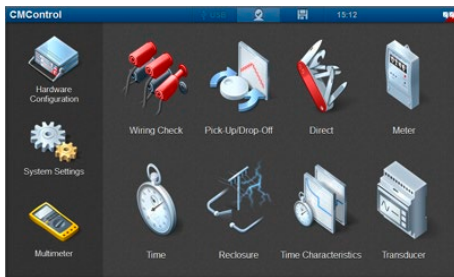 CMControl
USB
15:12
Hardware
Configuration
Wiring Check
Pick-Up/Drop-Off
Direct
Meter
System Settings
Multimeter
Time
Reclosure
Time Characteristics
Transducer